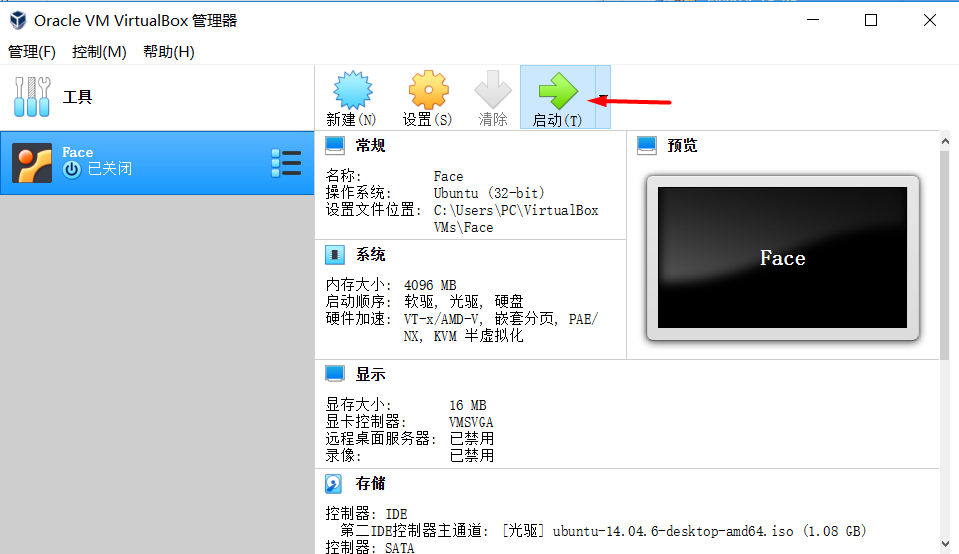 Oracle VM VirtualBox 管理器
管理(F) 控制(M) 帮助(H)
工具
新建(N) 设置(S) 清除 启动(T)
Face
已关闭
常规
名称: Face
操作系统: Ubuntu (32-bit)
设置文件位置: C:\Users\PC\VirtualBox
VMs\Face
预览
Face
系统
内存大小: 4096 MB
启动顺序: 软驱, 光驱, 硬盘
硬件加速: VT-x/AMD-V, 嵌套分页, PAE/
NX, KVM 半虚拟化
显示
显存大小: 16 MB
显卡控制器: VMSVGA
远程桌面服务器: 已禁用
录像: 已禁用
存储
控制器: IDE
第二IDE控制器主通道: [光驱] ubuntu-14.04.6-desktop-amd64.iso (1.08 GB)
控制器: SATA